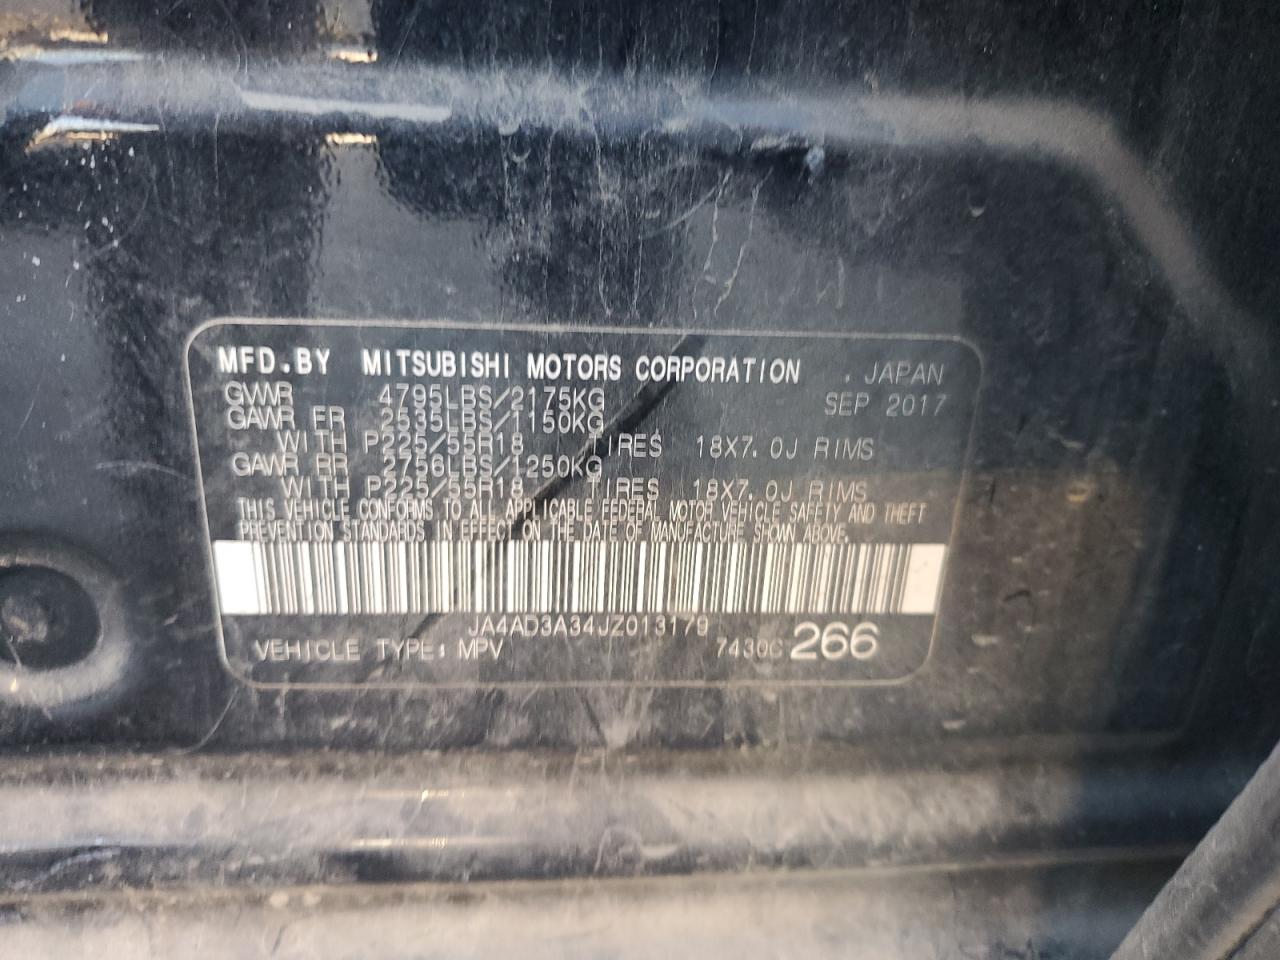 MFD.BY MITSUBISHI MOTORS CORPORATION . JAPAN
GVWR 4795LBS/2175KG SEP 2017
GAWR FR 2535LBS/1150KG
WITH P225/55R18 TIRES 18X7.0J RIMS
GAWR RR 2756LBS/1250KG
WITH P225/55R18 TIRES 18X7.0J RIMS
THIS VEHICLE CONFORMS TO ALL APPLICABLE FEDERAL MOTOR VEHICLE SAFETY AND THEFT
PREVENTION STANDARDS IN EFFECT ON THE DATE OF MANUFACTURE SHOWN ABOVE.
JA4AD3A34JZ013179
VEHICLE TYPE: MPV 7430C 266